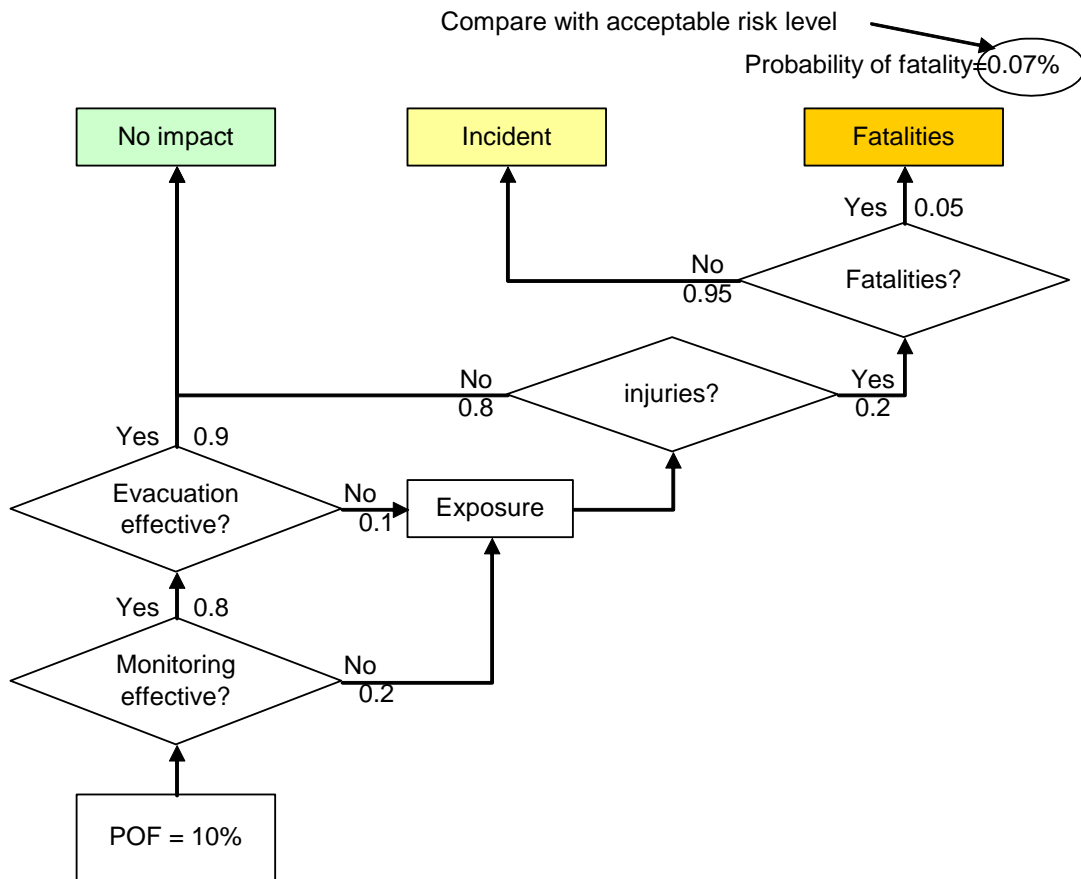 Compare with acceptable risk level
Probability of fatality=0.07%
No impact
Incident
Fatalities
Yes 0.05
No
0.95
Fatalities?
No
0.8
injuries?
Yes
0.2
Yes 0.9
Evacuation
effective?
No
0.1
Exposure
Yes 0.8
Monitoring
effective?
No
0.2
POF = 10%